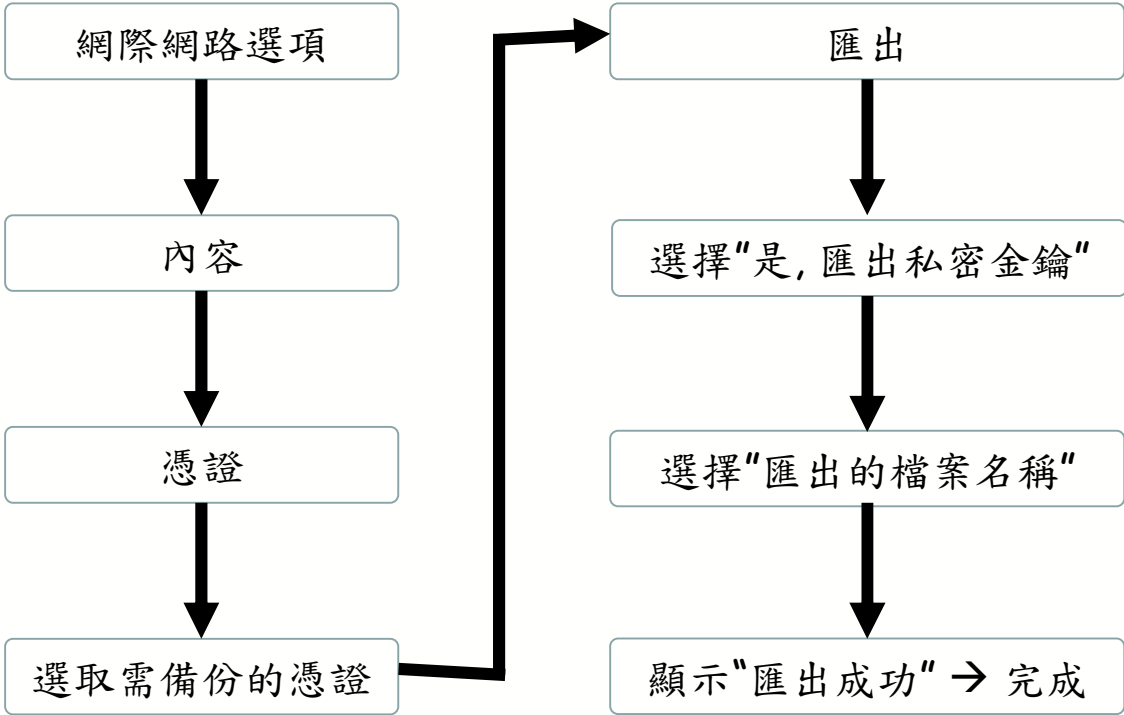 網際網路選項
內容
憑證
選取需備份的憑證
匯出
選擇"是, 匯出私密金鑰"
選擇"匯出的檔案名稱"
顯示"匯出成功" → 完成